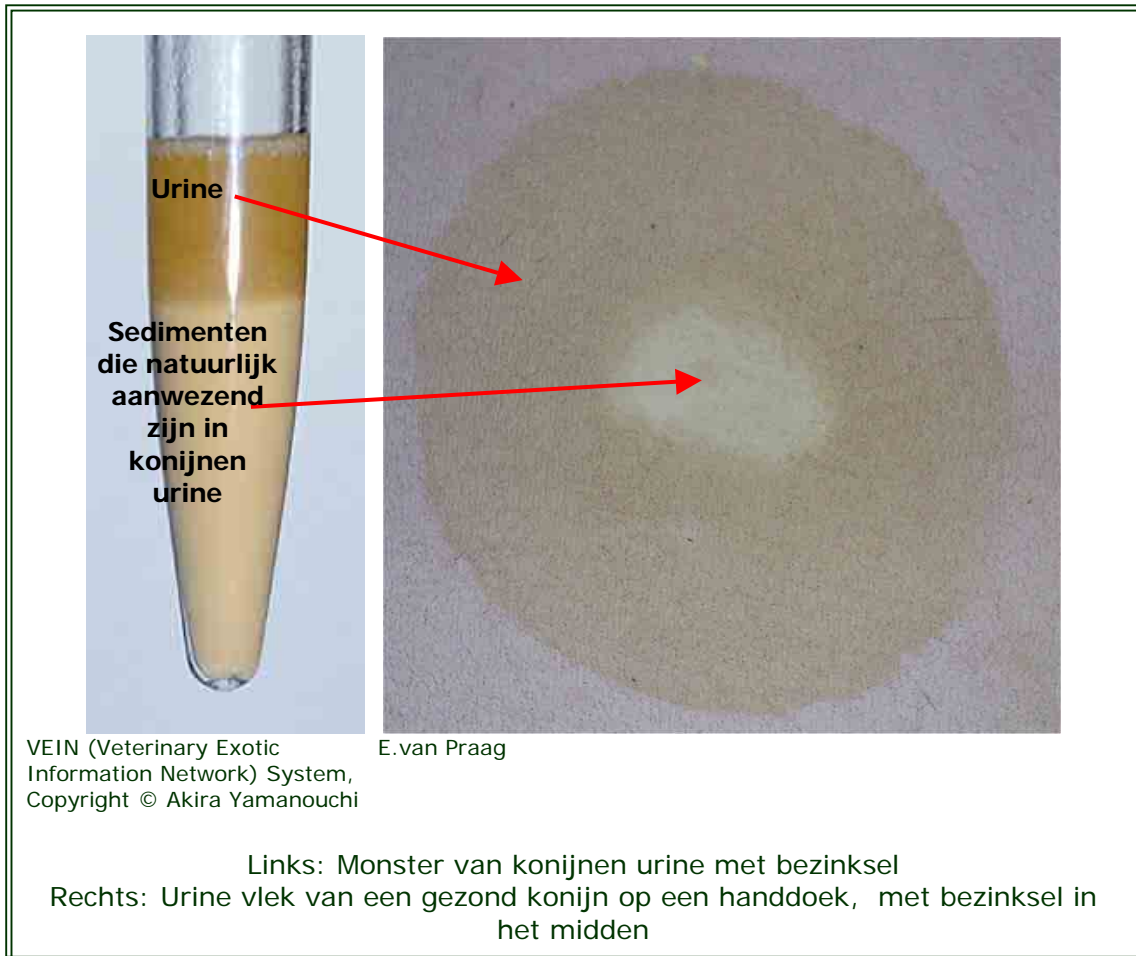 Urine
Sedimenten
die natuurlijk
aanwezend
zijn in
konijnen
urine
VEIN (Veterinary Exotic
Information Network) System,
Copyright © Akira Yamanouchi
E.van Praag
Links: Monster van konijnen urine met bezinksel
Rechts: Urine vlek van een gezond konijn op een handdoek, met bezinksel in
het midden